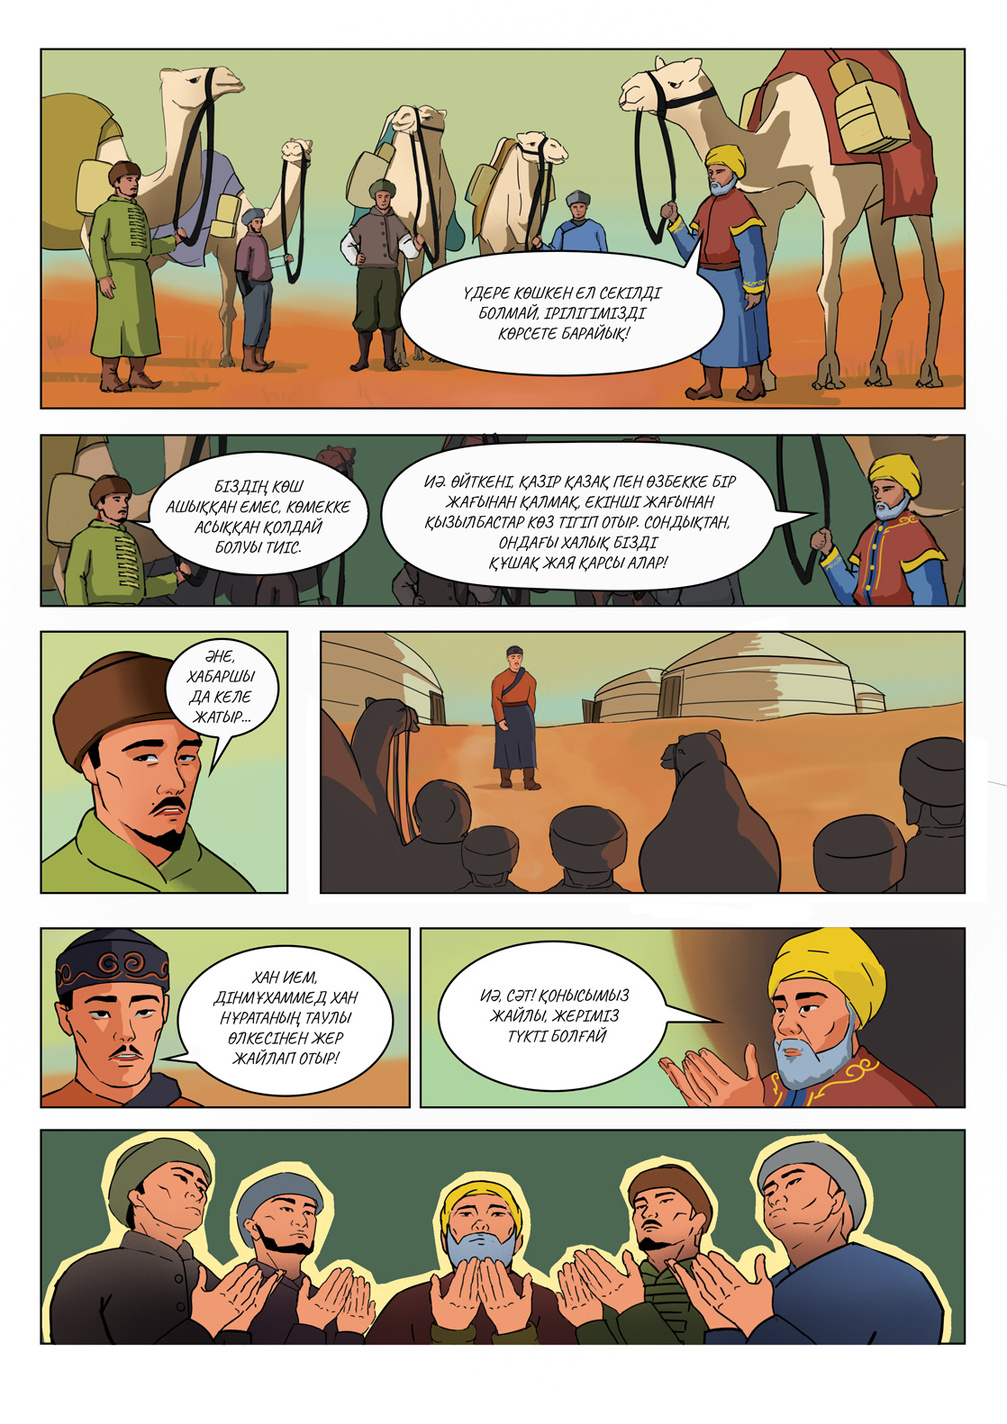 ҮДЕРЕ КӨШКЕН ЕЛ СЕКІЛДІ
БОЛМАЙ, ІРІЛІГІМІЗДІ
КӨРСЕТЕ БАРАЙЫҚ!
БІЗДІҢ КӨШ
АШЫҚҚАН ЕМЕС, КӨМЕККЕ
АСЫҚҚАН ҚОЛДАЙ
БОЛУЫ ТИІС.
ИӘ. ӨЙТКЕНІ, ҚАЗІР ҚАЗАҚ ПЕН ӨЗБЕККЕ БІР
ЖАҒЫНАН ҚАЛМАҚ, ЕКІНШІ ЖАҒЫНАН
ҚЫЗЫЛБАСТАР КӨЗ ТІГІП ОТЫР. СОНДЫҚТАН,
ОНДАҒЫ ХАЛЫҚ БІЗДІ
ҚҰШАҚ ЖАЯ ҚАРСЫ АЛАР!
ӘНЕ,
ХАБАРШЫ
ДА КЕЛЕ
ЖАТЫР...
ХАН ИЕМ,
ДІНМҰХАММЕД ХАН
НҰРАТАНЫҢ ТАУЛЫ
ӨЛКЕСІНЕН ЖЕР
ЖАЙЛАП ОТЫР!
ИӘ, СӘТ! ҚОНЫСЫМЫЗ
ЖАЙЛЫ, ЖЕРІМІЗ
ТҮКТІ БОЛҒАЙ